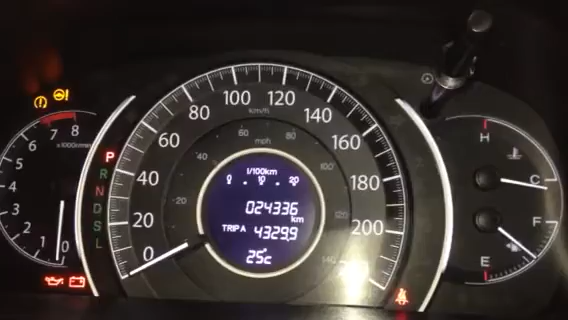 0 1 2 3 4 5 6 7 8
x1000r/min
P
R
N
D
S
L
0 20 40 60 80 100 120 140 160 180 200
km/h
20 40 60 80 100 120 140
mph
l/100km
0 10 20
024336
km
TRIP A 4329.9
25°C
H
C
F
E